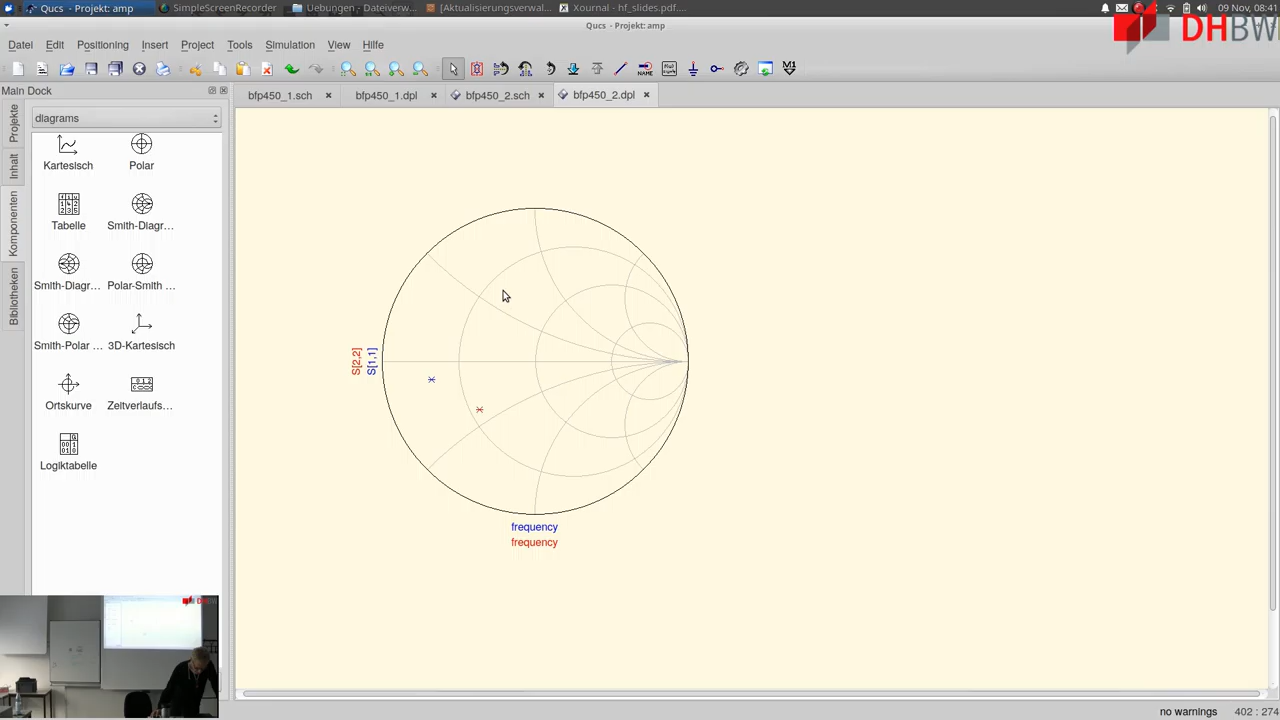 Qucs - Projekt: amp
SimpleScreenRecorder
Uebungen - Dateiverw...
[Aktualisierungsverwal...
Xournal - hf_slides.pdf....
09 Nov, 08:41
Qucs - Projekt: amp
DHBW
Datei Edit Positioning Insert Projekt Tools Simulation View Hilfe
NAME
M1
Main Dock
bfp450_1.sch
bfp450_1.dpl
bfp450_2.sch
bfp450_2.dpl
diagrams
Projekte
Inhalt
Komponenten
Bibliotheken
Kartesisch
Polar
Tabelle
Smith-Diagr...
Smith-Diagr...
Polar-Smith ...
Smith-Polar ...
3D-Kartesisch
Ortskurve
Zeitverlaufs...
Logiktabelle
S[2,2]
S[1,1]
frequency
frequency
no warnings
402 : 274